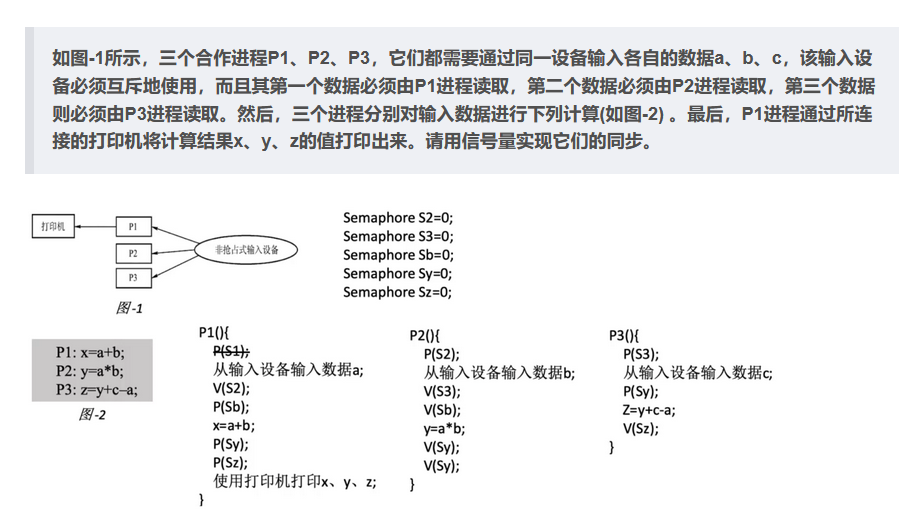 如图-1所示，三个合作进程P1、P2、P3，它们都需要通过同一设备输入各自的数据a、b、c，该输入设
备必须互斥地使用，而且其第一个数据必须由P1进程读取，第二个数据必须由P2进程读取，第三个数据
则必须由P3进程读取。然后，三个进程分别对输入数据进行下列计算(如图-2) 。最后，P1进程通过所连
接的打印机将计算结果x、y、z的值打印出来。请用信号量实现它们的同步。
打印机
P1
P2
P3
非抢占式输入设备
图-1
Semaphore S2=0;
Semaphore S3=0;
Semaphore Sb=0;
Semaphore Sy=0;
Semaphore Sz=0;
P1: x=a+b;
P2: y=a*b;
P3: z=y+c–a;
图-2
P1(){
P(S1);
从输入设备输入数据a;
V(S2);
P(Sb);
x=a+b;
P(Sy);
P(Sz);
使用打印机打印x、y、z;
}
P2(){
P(S2);
从输入设备输入数据b;
V(S3);
V(Sb);
y=a*b;
V(Sy);
V(Sy);
}
P3(){
P(S3);
从输入设备输入数据c;
P(Sy);
Z=y+c-a;
V(Sz);
}